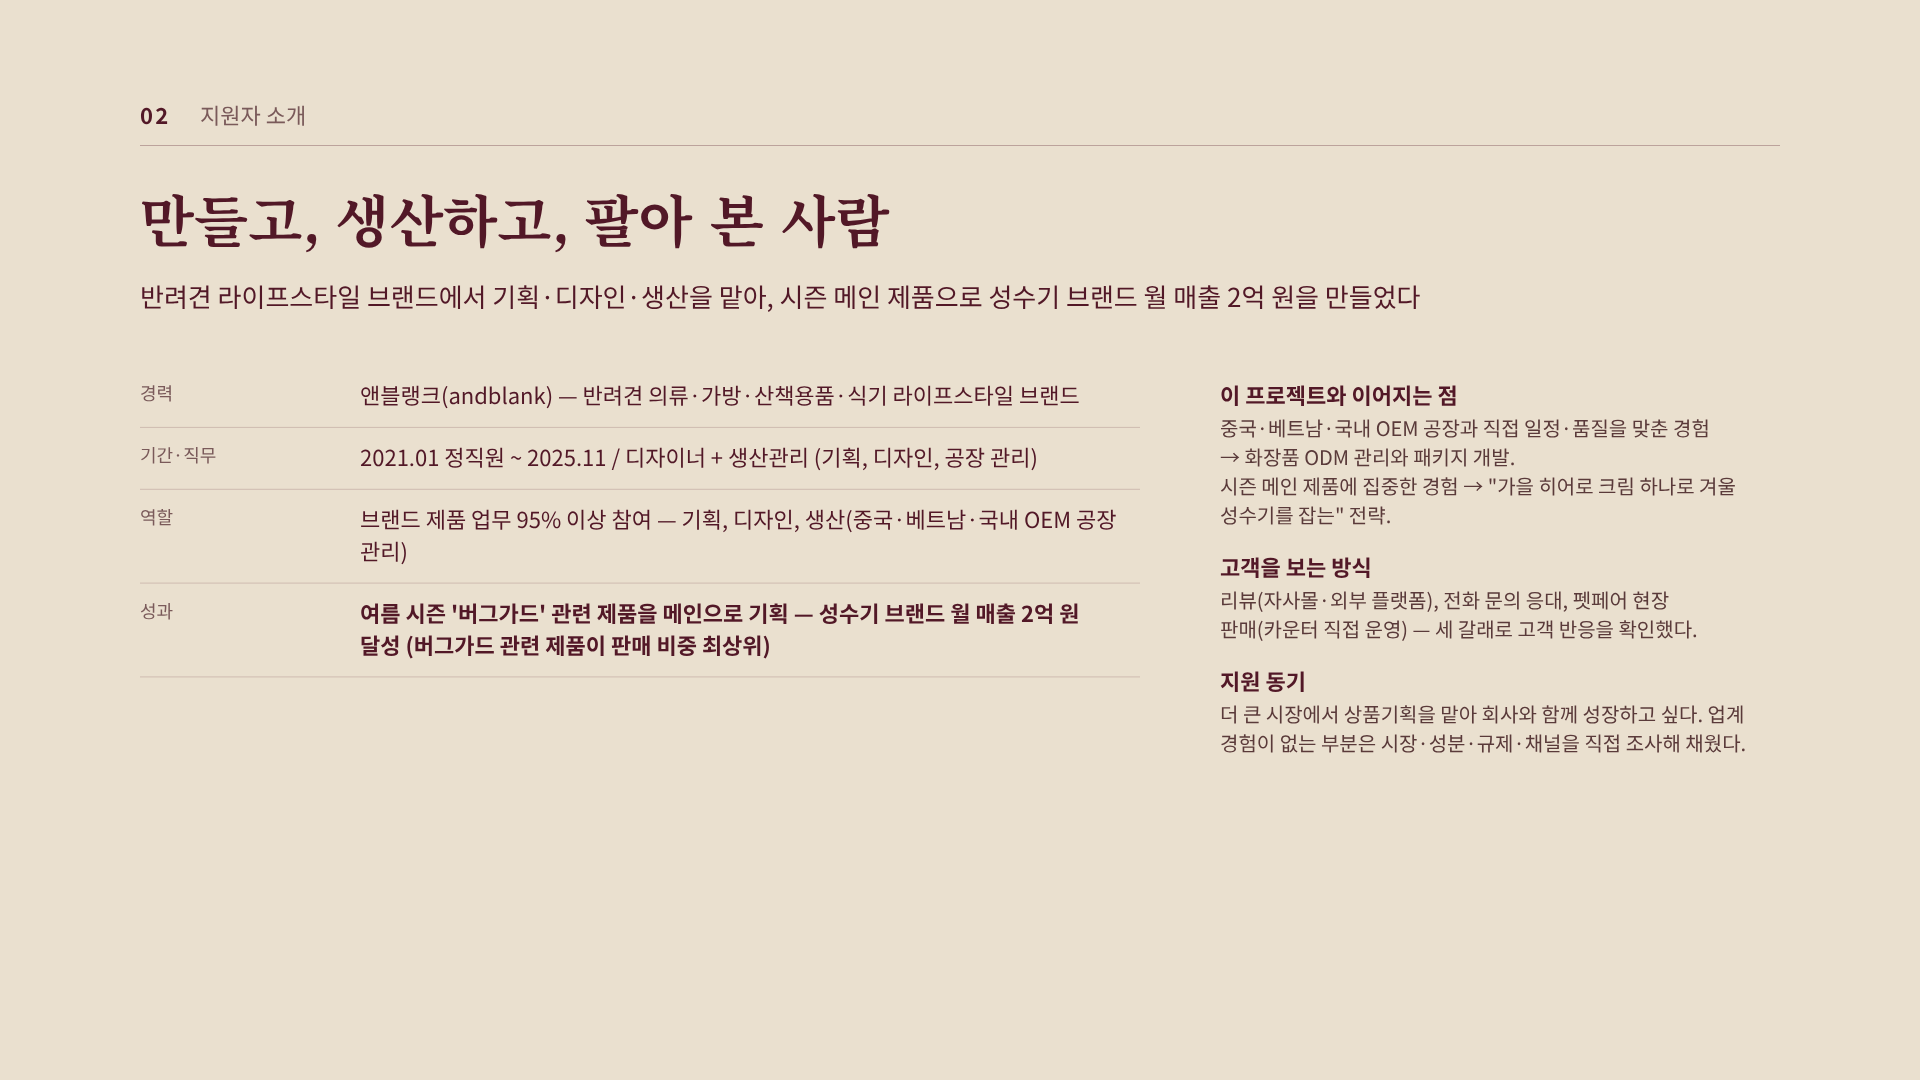 02 지원자 소개
만들고, 생산하고, 팔아 본 사람
반려견 라이프스타일 브랜드에서 기획·디자인·생산을 맡아, 시즌 메인 제품으로 성수기 브랜드 월 매출 2억 원을 만들었다
경력 앤블랭크(andblank) — 반려견 의류·가방·산책용품·식기 라이프스타일 브랜드
기간·직무 2021.01 정직원 ~ 2025.11 / 디자이너 + 생산관리 (기획, 디자인, 공장 관리)
역할 브랜드 제품 업무 95% 이상 참여 — 기획, 디자인, 생산(중국·베트남·국내 OEM 공장
관리)
성과 여름 시즌 '버그가드' 관련 제품을 메인으로 기획 — 성수기 브랜드 월 매출 2억 원
달성 (버그가드 관련 제품이 판매 비중 최상위)
이 프로젝트와 이어지는 점
중국·베트남·국내 OEM 공장과 직접 일정·품질을 맞춘 경험
→ 화장품 ODM 관리와 패키지 개발.
시즌 메인 제품에 집중한 경험 → "가을 히어로 크림 하나로 겨울
성수기를 잡는" 전략.
고객을 보는 방식
리뷰(자사몰·외부 플랫폼), 전화 문의 응대, 펫페어 현장
판매(카운터 직접 운영) — 세 갈래로 고객 반응을 확인했다.
지원 동기
더 큰 시장에서 상품기획을 맡아 회사와 함께 성장하고 싶다. 업계
경험이 없는 부분은 시장·성분·규제·채널을 직접 조사해 채웠다.